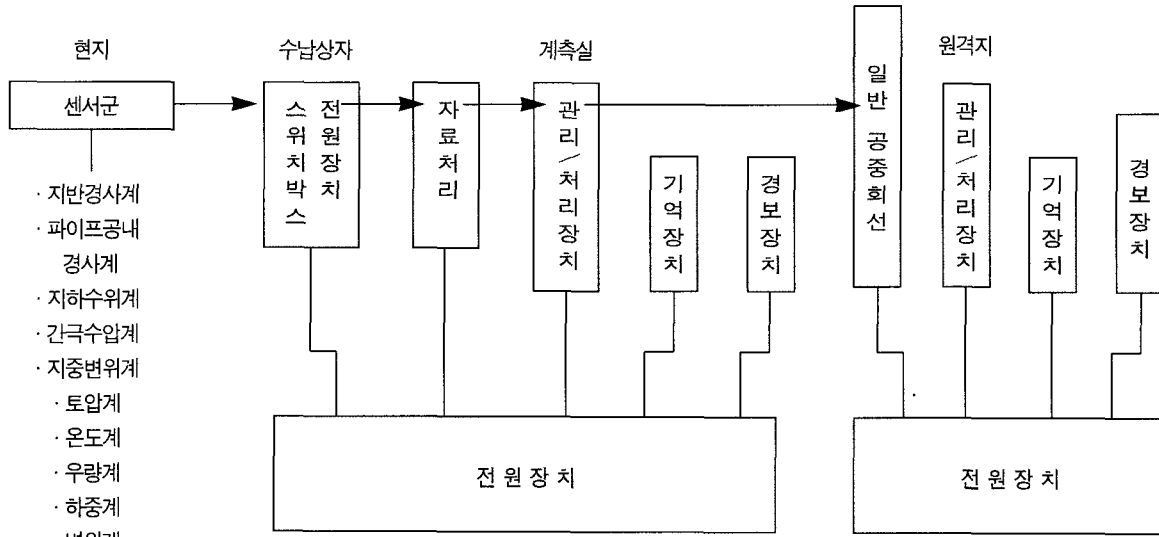 현지
수납상자
계측실
원격지
센서군
스위치박스
전원장치
자료처리
관리/처리장치
기억장치
경보장치
일반 공중회선
관리/처리장치
기억장치
경보장치
· 지반경사계
· 파이프공내
경사계
· 지하수위계
· 간극수압계
· 지중변위계
· 토압계
· 온도계
· 우량계
· 하중계
전원장치
전원장치